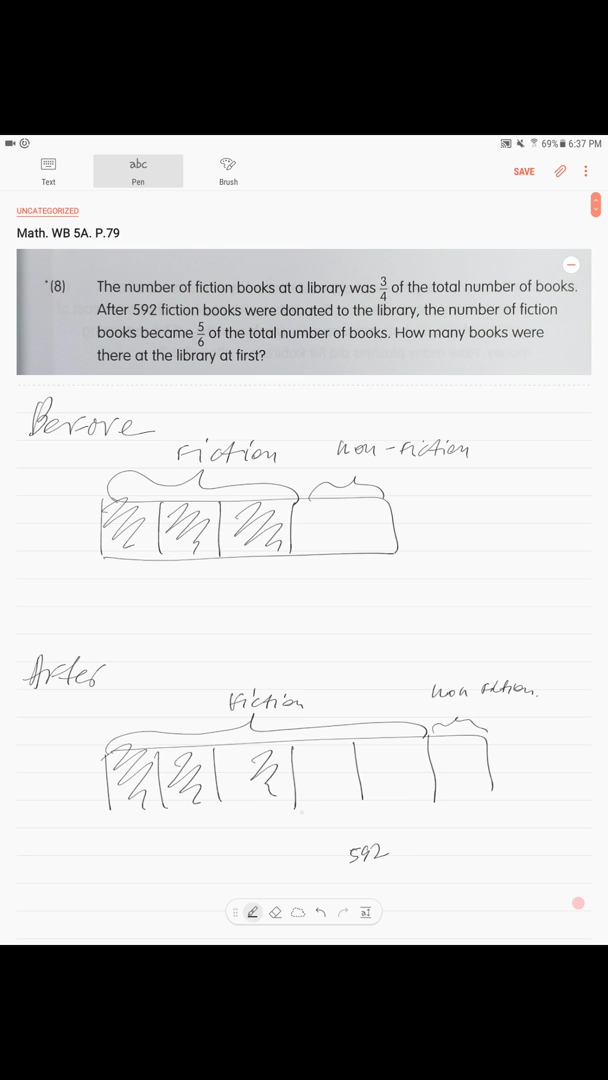 69% 6:37 PM
Text
abc
Pen
Brush
SAVE
UNCATEGORIZED
Math. WB 5A. P.79
*(8) The number of fiction books at a library was 3/4 of the total number of books.
After 592 fiction books were donated to the library, the number of fiction
books became 5/6 of the total number of books. How many books were
there at the library at first?
Before
Fiction
non-fiction
After
Fiction
non fiction.
592